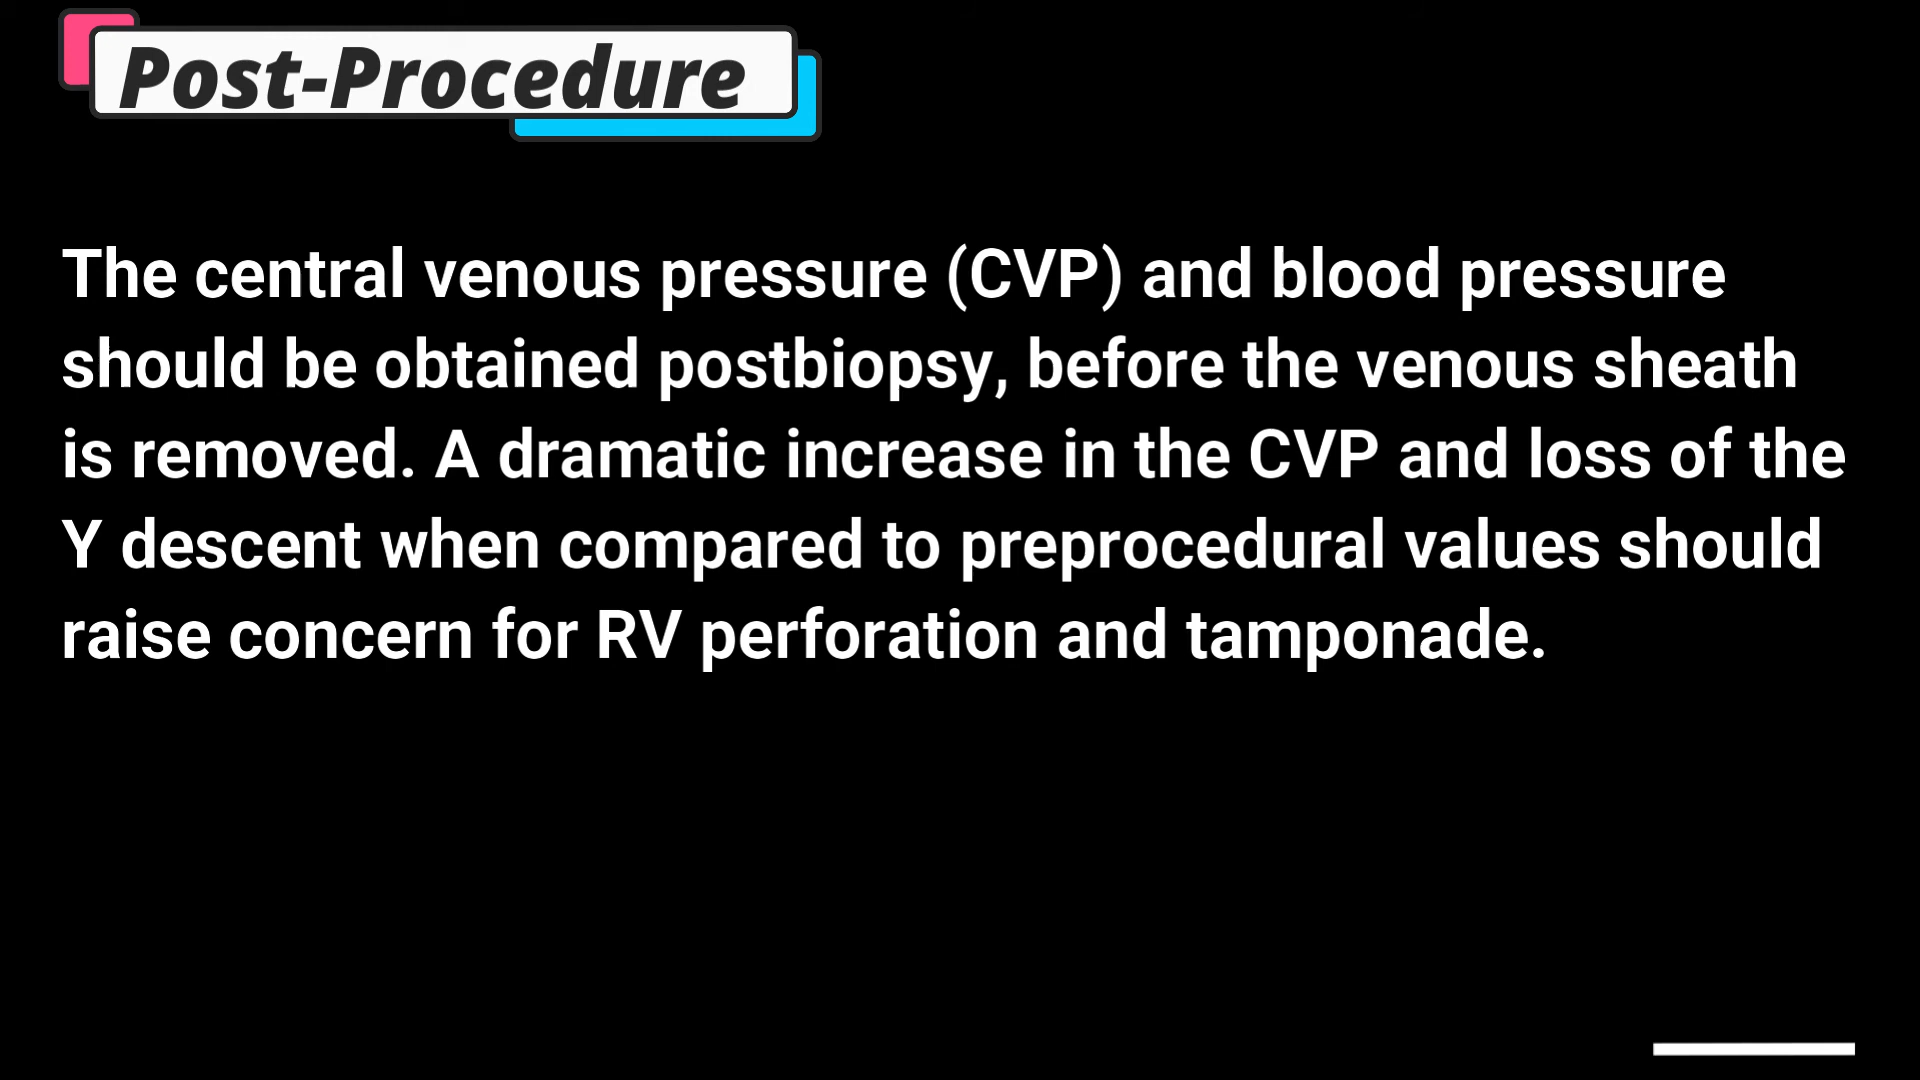 Post-Procedure
The central venous pressure (CVP) and blood pressure
should be obtained postbiopsy, before the venous sheath
is removed. A dramatic increase in the CVP and loss of the
Y descent when compared to preprocedural values should
raise concern for RV perforation and tamponade.